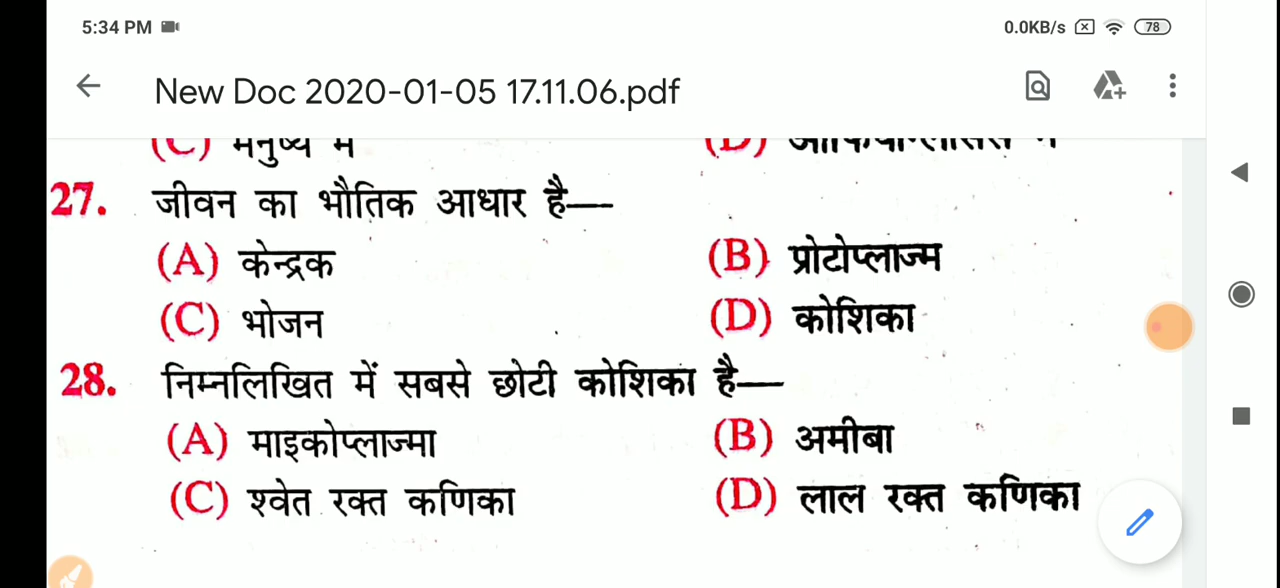 5:34 PM
0.0KB/s 78
New Doc 2020-01-05 17.11.06.pdf
(C) मनुष्य में
27. जीवन का भौतिक आधार है—
(A) केन्द्रक (B) प्रोटोप्लाज्म
(C) भोजन (D) कोशिका
28. निम्नलिखित में सबसे छोटी कोशिका है—
(A) माइकोप्लाज्मा (B) अमीबा
(C) श्वेत रक्त कणिका (D) लाल रक्त कणिका